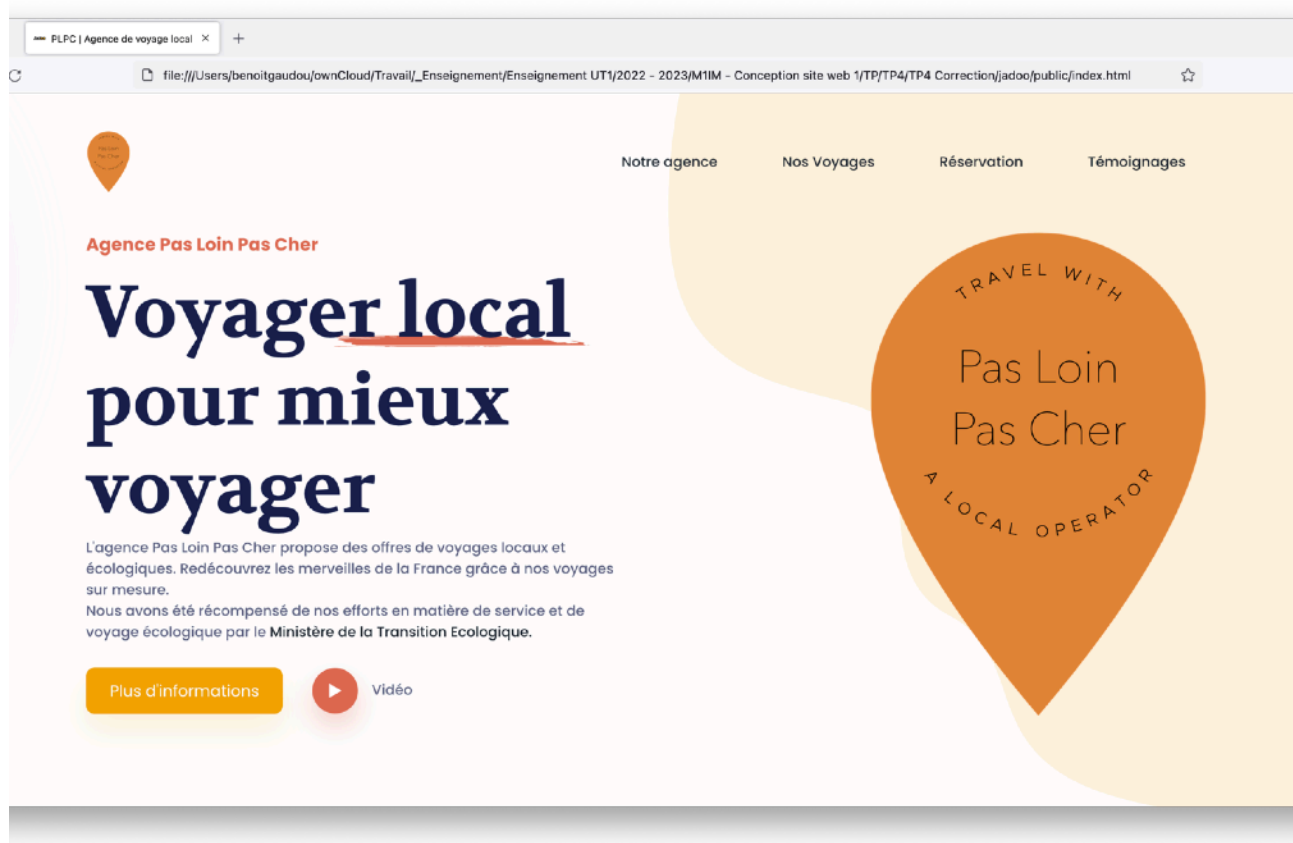 PLPC | Agence de voyage local
file:///Users/benoitgaudou/ownCloud/Travail/_Enseignement/Enseignement UT1/2022 - 2023/M1IM - Conception site web 1/TP/TP4/TP4 Correction/jadoo/public/index.html
Pas Loin
Pas Cher
Notre agence
Nos Voyages
Réservation
Témoignages
Agence Pas Loin Pas Cher
Voyager local
pour mieux
voyager
L'agence Pas Loin Pas Cher propose des offres de voyages locaux et
écologiques. Redécouvrez les merveilles de la France grâce à nos voyages
sur mesure.
Nous avons été récompensé de nos efforts en matière de service et de
voyage écologique par le Ministère de la Transition Ecologique.
Plus d'informations
Vidéo
TRAVEL WITH
Pas Loin
Pas Cher
A LOCAL OPERATOR